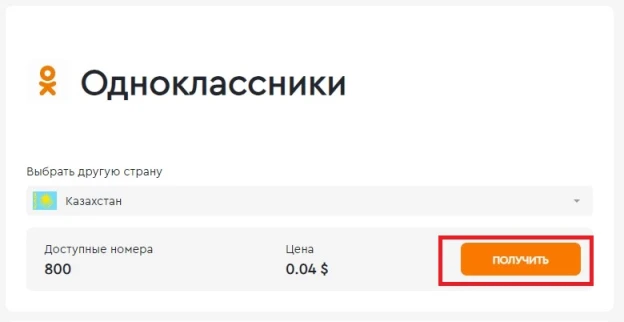 Одноклассники
Выбрать другую страну
Казахстан
Доступные номера
800
Цена
0.04 $
ПОЛУЧИТЬ